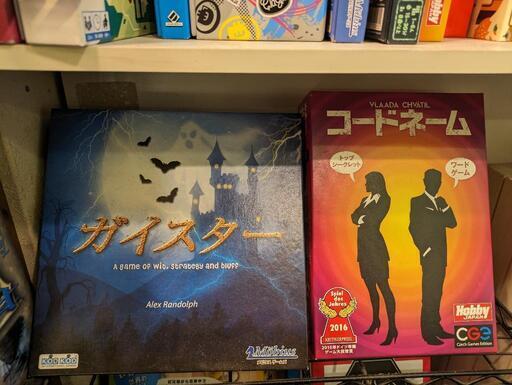 ガイスター
A game of wit, strategy and bluff
Alex Randolph
Möbius
VLAADA CHVÁTIL
コードネーム
トップ
シークレット
ワード
ゲーム
Spiel
des
Jahres
2016
Hobby
JAPAN
CGE
Czech Games Edition
Hobby